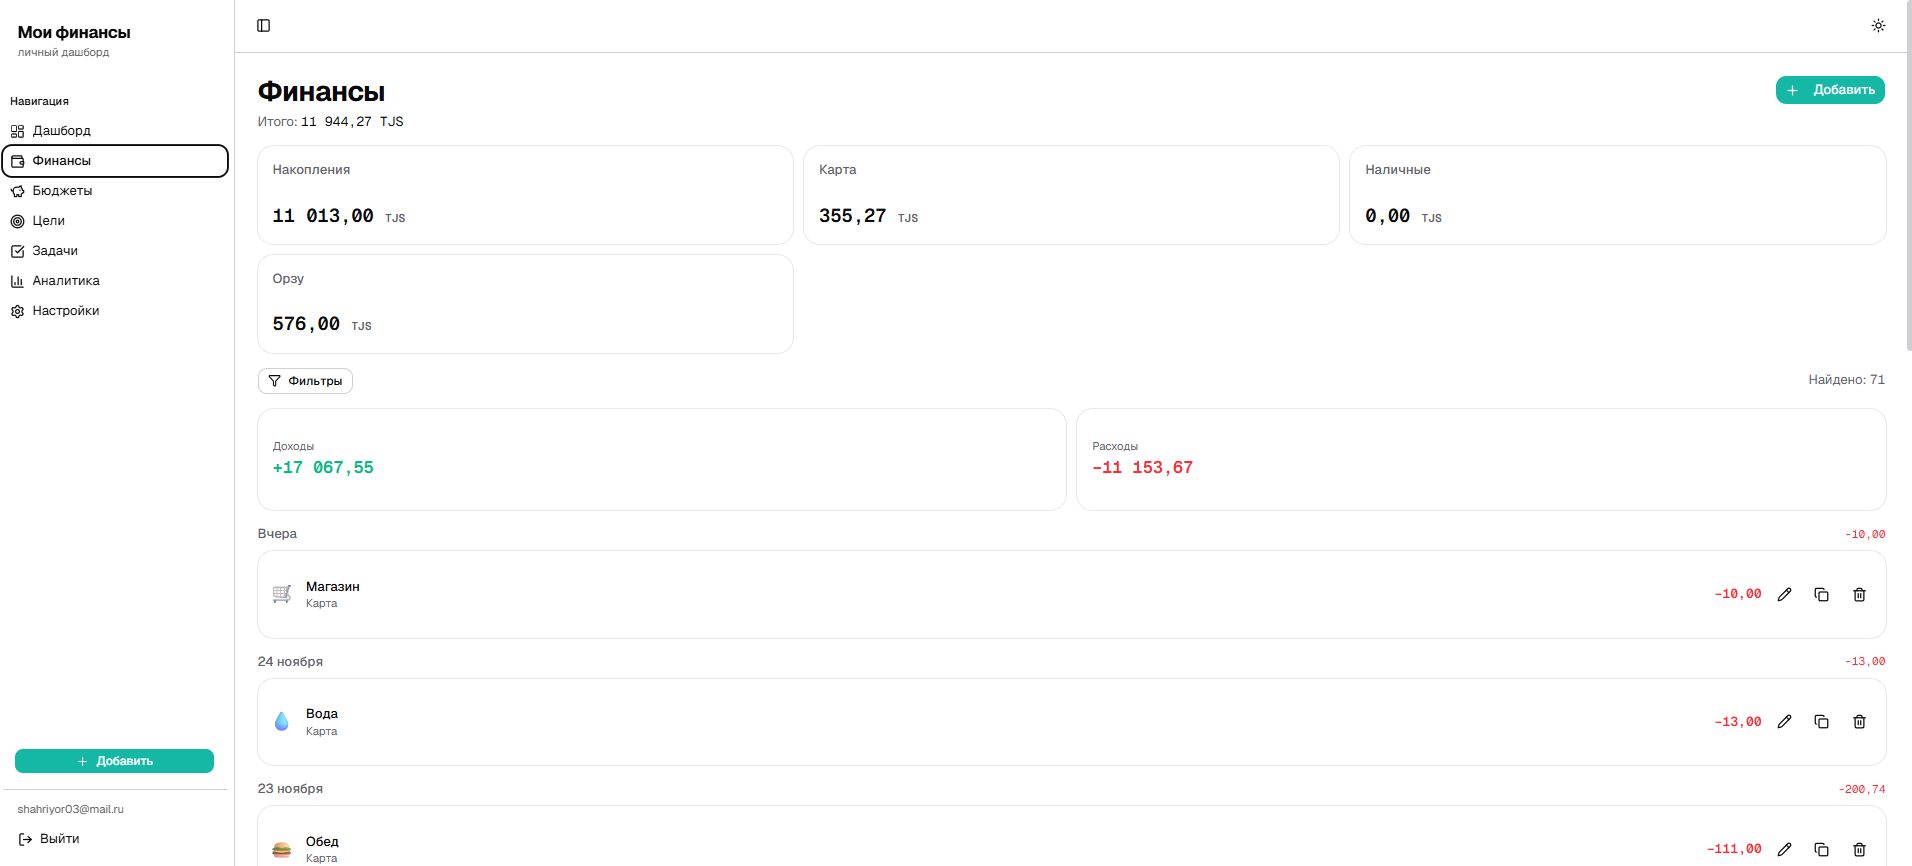 Мои финансы
личный дашборд
Навигация
Дашборд
Финансы
Бюджеты
Цели
Задачи
Аналитика
Настройки
+ Добавить
shahriyor03@mail.ru
Выйти
Финансы
+ Добавить
Итого: 11 944,27 TJS
Накопления
11 013,00 TJS
Карта
355,27 TJS
Наличные
0,00 TJS
Орзу
576,00 TJS
Фильтры
Найдено: 71
Доходы
+17 067,55
Расходы
-11 153,67
Вчера -10,00
Магазин
Карта
-10,00
24 ноября -13,00
Вода
Карта
-13,00
23 ноября -200,74
Обед
Карта
-111,00